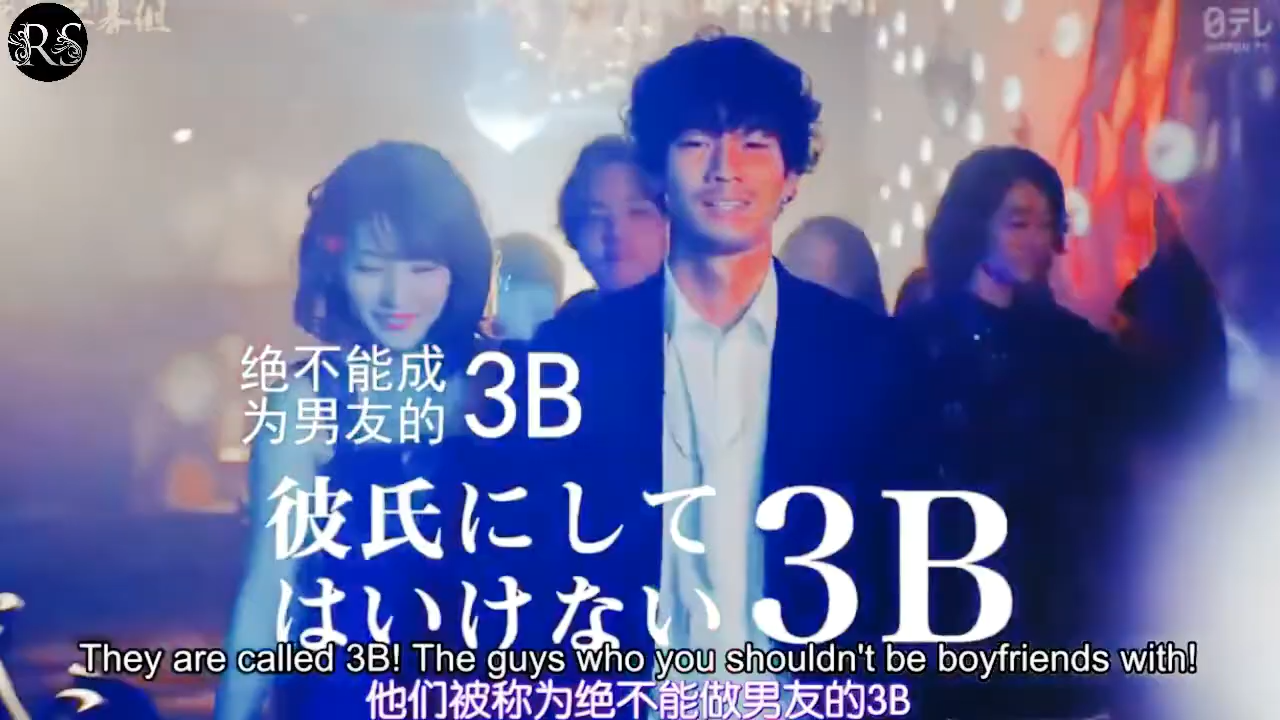 RS
日テレ
NIPPON TV
绝不能成
为男友的 3B
彼氏にして
はいけない 3B
They are called 3B! The guys who you shouldn't be boyfriends with!
他们被称为绝不能做男友的3B